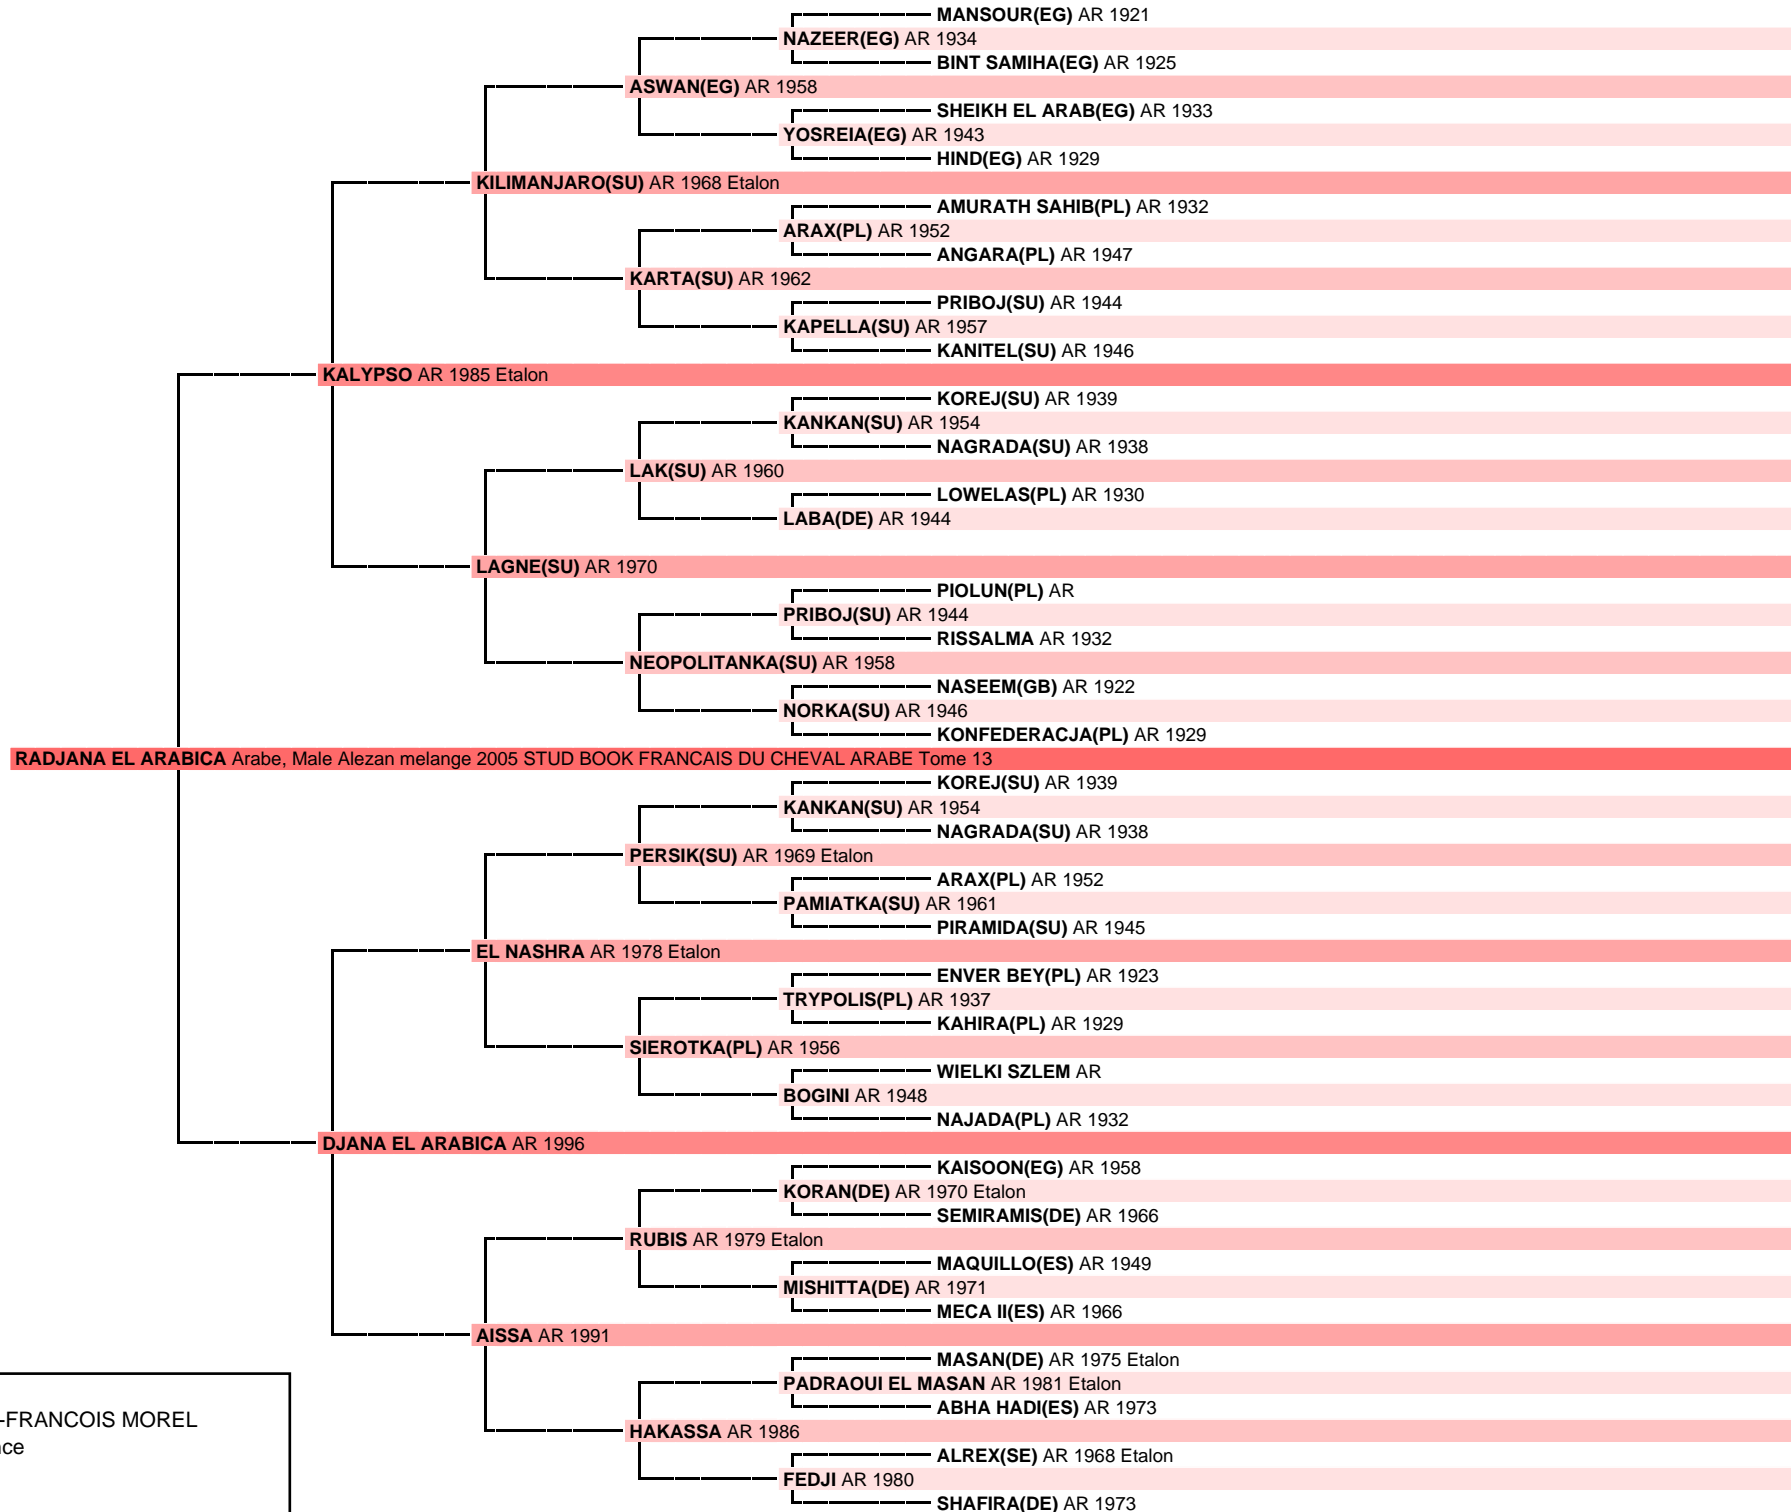 MANSOUR(EG) AR 1921
NAZEER(EG) AR 1934
BINT SAMIHA(EG) AR 1925
ASWAN(EG) AR 1958
SHEIKH EL ARAB(EG) AR 1933
YOSREIA(EG) AR 1943
HIND(EG) AR 1929
KILIMANJARO(SU) AR 1968 Etalon
AMURATH SAHIB(PL) AR 1932
ARAX(PL) AR 1952
ANGARA(PL) AR 1947
KARTA(SU) AR 1962
PRIBOJ(SU) AR 1944
KAPELLA(SU) AR 1957
KANITEL(SU) AR 1946
KALYPSO AR 1985 Etalon
KOREJ(SU) AR 1939
KANKAN(SU) AR 1954
NAGRADA(SU) AR 1938
LAK(SU) AR 1960
LOWELAS(PL) AR 1930
LABA(DE) AR 1944
LAGNE(SU) AR 1970
PIOLUN(PL) AR
PRIBOJ(SU) AR 1944
RISSALMA AR 1932
NEOPOLITANKA(SU) AR 1958
NASEEM(GB) AR 1922
NORKA(SU) AR 1946
KONFEDERACJA(PL) AR 1929
RADJANA EL ARABICA Arabe, Male Alezan melange 2005 STUD BOOK FRANCAIS DU CHEVAL ARABE Tome 13
KOREJ(SU) AR 1939
KANKAN(SU) AR 1954
NAGRADA(SU) AR 1938
PERSIK(SU) AR 1969 Etalon
ARAX(PL) AR 1952
PAMIATKA(SU) AR 1961
PIRAMIDA(SU) AR 1945
EL NASHRA AR 1978 Etalon
ENVER BEY(PL) AR 1923
TRYPOLIS(PL) AR 1937
KAHIRA(PL) AR 1929
SIEROTKA(PL) AR 1956
WIELKI SZLEM AR
BOGINI AR 1948
NAJADA(PL) AR 1932
DJANA EL ARABICA AR 1996
KAISOON(EG) AR 1958
KORAN(DE) AR 1970 Etalon
SEMIRAMIS(DE) AR 1966
RUBIS AR 1979 Etalon
MAQUILLO(ES) AR 1949
MISHITTA(DE) AR 1971
MECA II(ES) AR 1966
AISSA AR 1991
MASAN(DE) AR 1975 Etalon
PADRAOUI EL MASAN AR 1981 Etalon
ABHA HADI(ES) AR 1973
HAKASSA AR 1986
ALREX(SE) AR 1968 Etalon
FEDJI AR 1980
SHAFIRA(DE) AR 1973
-FRANCOIS MOREL
nce